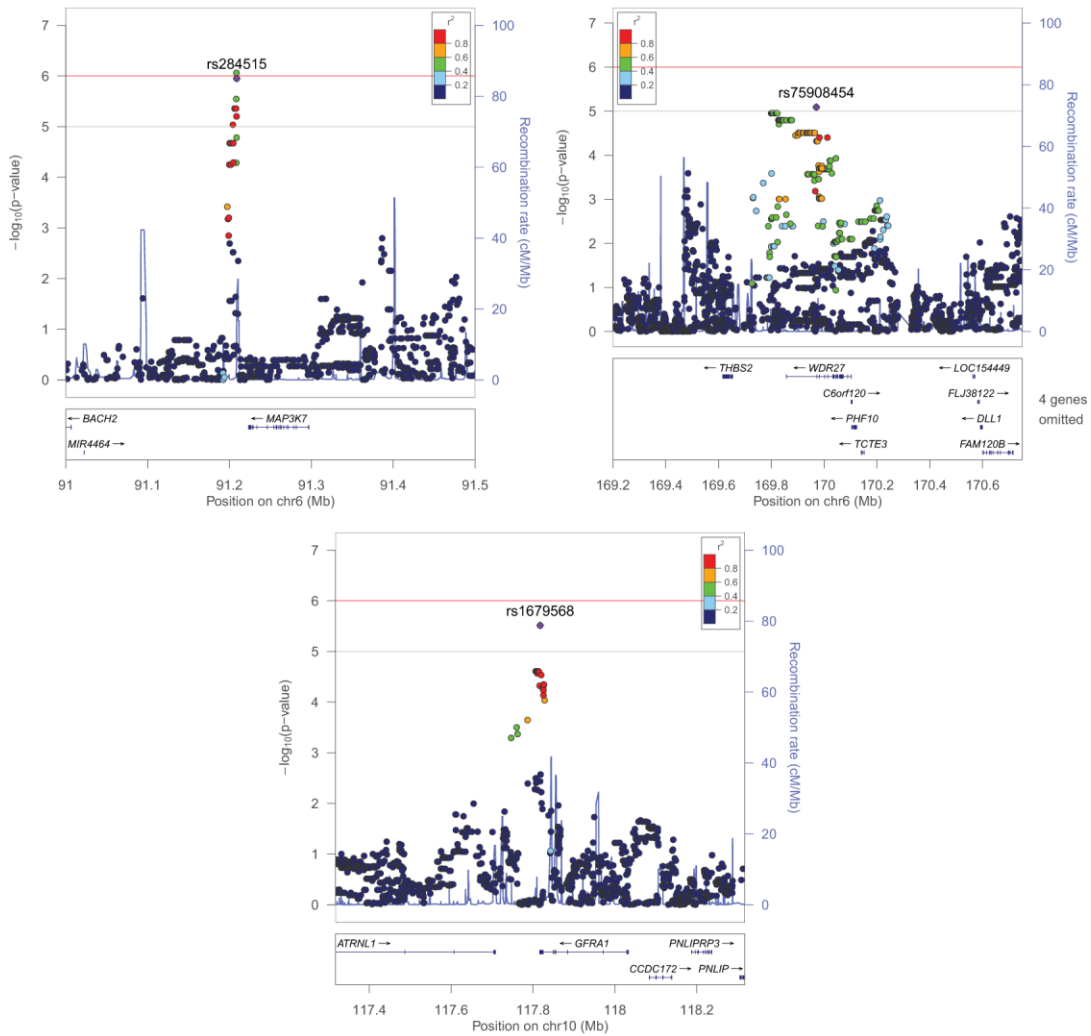 7
6
5
4
3
2
1
0
−log10(p−value)
rs284515
r2
0.8
0.6
0.4
0.2
100
80
60
40
20
0
Recombination rate (cM/Mb)
← BACH2
← MAP3K7
MIR4464 →
91
91.1
91.2
91.3
91.4
91.5
Position on chr6 (Mb)
7
6
5
4
3
2
1
0
−log10(p−value)
rs75908454
r2
0.8
0.6
0.4
0.2
100
80
60
40
20
0
Recombination rate (cM/Mb)
← THBS2
← WDR27
← LOC154449
C6orf120 →
FLJ38122 →
← PHF10
← DLL1
← TCTE3
FAM120B →
4 genes
omitted
169.2
169.4
169.6
169.8
170
170.2
170.4
170.6
Position on chr6 (Mb)
7
6
5
4
3
2
1
0
−log10(p−value)
rs1679568
r2
0.8
0.6
0.4
0.2
100
80
60
40
20
0
Recombination rate (cM/Mb)
ATRNL1 →
← GFRA1
PNLIPRP3 →
CCDC172 →
PNLIP →
117.4
117.6
117.8
118
118.2
Position on chr10 (Mb)